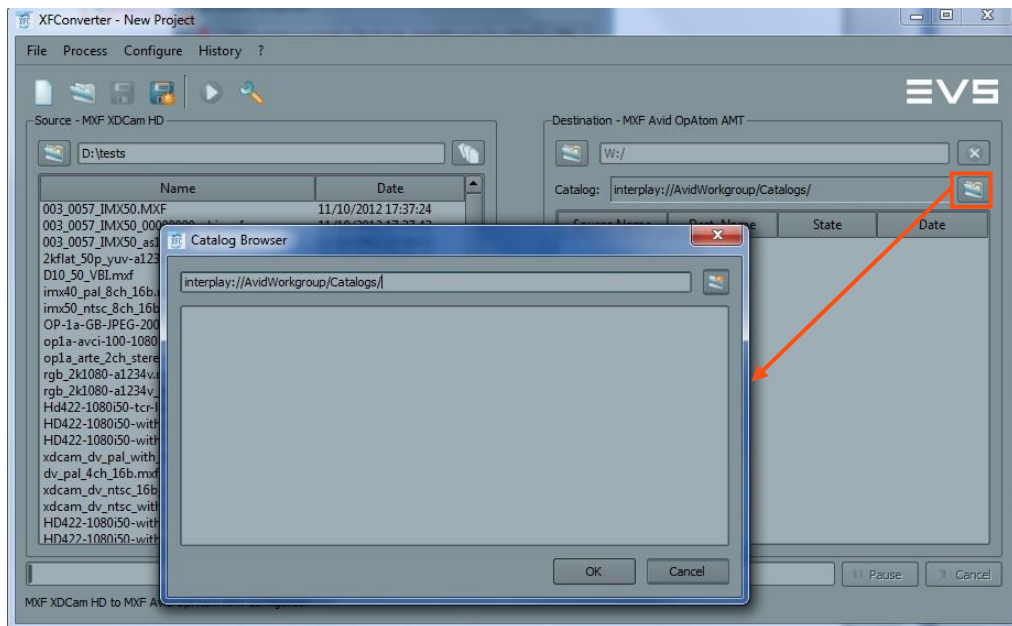 XFConverter - New Project
File Process Configure History ?
EVS
Source - MXF XDCam HD
Destination - MXF Avid OpAtom AMT
D:\tests
W:/
Catalog: interplay://AvidWorkgroup/Catalogs/
Name Date
Source Name Dest. Name State Date
003_0057_IMX50.MXF 11/10/2012 17:37:24
003_0057_IMX50_000
003_0057_IMX50_as1
2kflat_50p_yuv-a123
D10_50_VBI.mxf
imx40_pal_8ch_16b.
imx50_ntsc_8ch_16b
OP-1a-GB-JPEG-200
op1a-avci-100-1080
op1a_arte_2ch_stere
rgb_2k1080-a1234v.
rgb_2k1080-a1234v_
Hd422-1080i50-tcr-
HD422-1080i50-with
HD422-1080i50-with
xdcam_dv_pal_with_
dv_pal_4ch_16b.mxf
xdcam_dv_ntsc_16b
xdcam_dv_ntsc_with
HD422-1080i50-with
HD422-1080i50-with
Catalog Browser
interplay://AvidWorkgroup/Catalogs/
OK Cancel
Pause Cancel
MXF XDCam HD to MXF